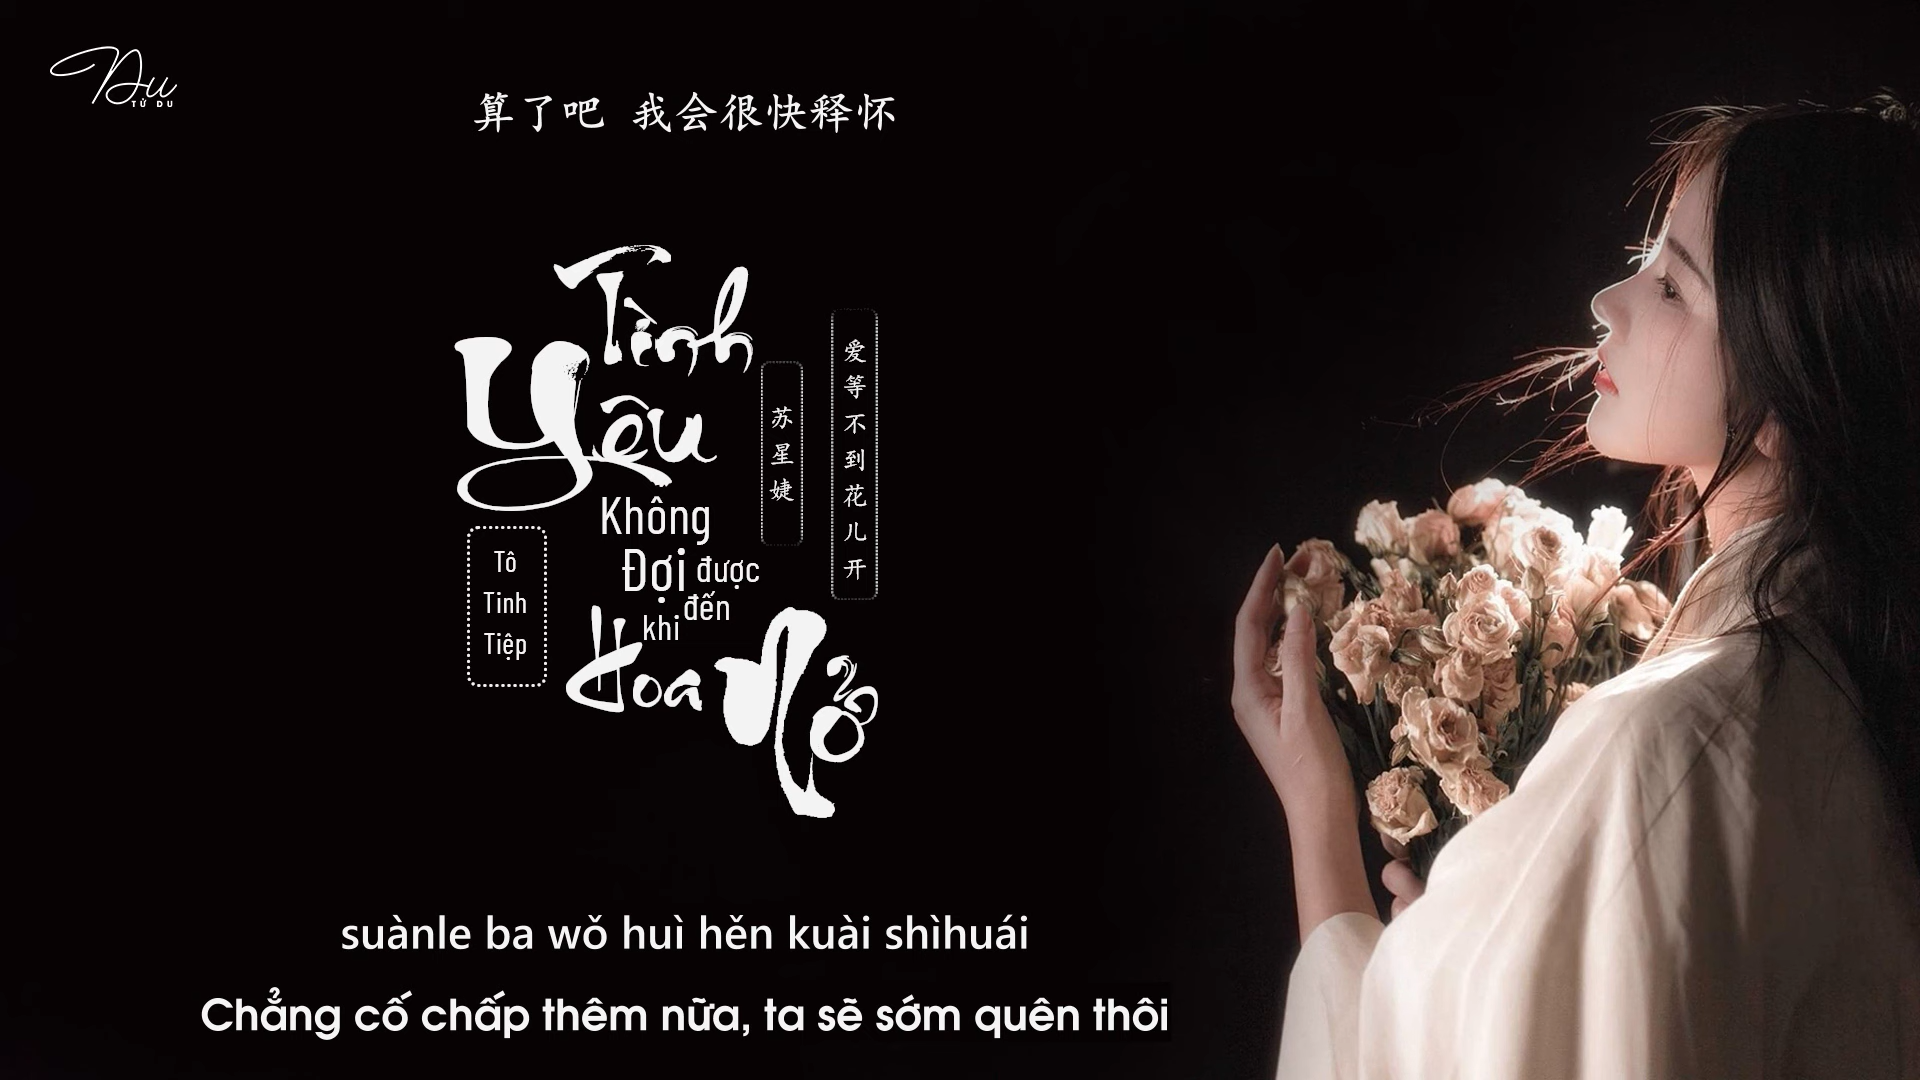 Du
TỬ DU
算了吧 我会很快释怀
Tình
Yêu
Không
Đợi được
khi đến
Hoa Nở
Tô
Tinh
Tiệp
苏星婕
爱等不到花儿开
suànle ba wǒ huì hěn kuài shìhuái
Chẳng cố chấp thêm nữa, ta sẽ sớm quên thôi